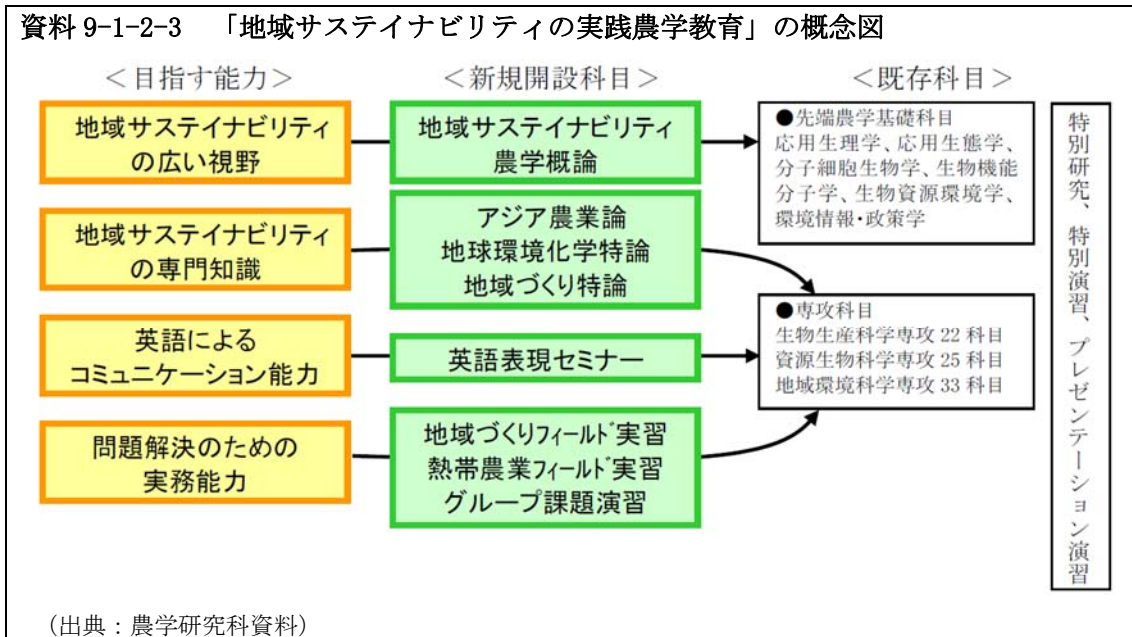 資料 9-1-2-3 「地域サステイナビリティの実践農学教育」の概念図
＜目指す能力＞
＜新規開設科目＞
＜既存科目＞
地域サステイナビリティ
の広い視野
地域サステイナビリティ
農学概論
●先端農学基礎科目
応用生理学、応用生態学、
分子細胞生物学、生物機能
分子学、生物資源環境学、
環境情報・政策学
地域サステイナビリティ
の専門知識
アジア農業論
地球環境化学特論
地域づくり特論
●専攻科目
生物生産科学専攻 22 科目
資源生物科学専攻 25 科目
地域環境科学専攻 33 科目
英語による
コミュニケーション能力
英語表現セミナー
問題解決のための
実務能力
地域づくりフィールド実習
熱帯農業フィールド実習
グループ課題演習
特別研究、特別演習、プレゼンテーション演習
（出典：農学研究科資料）